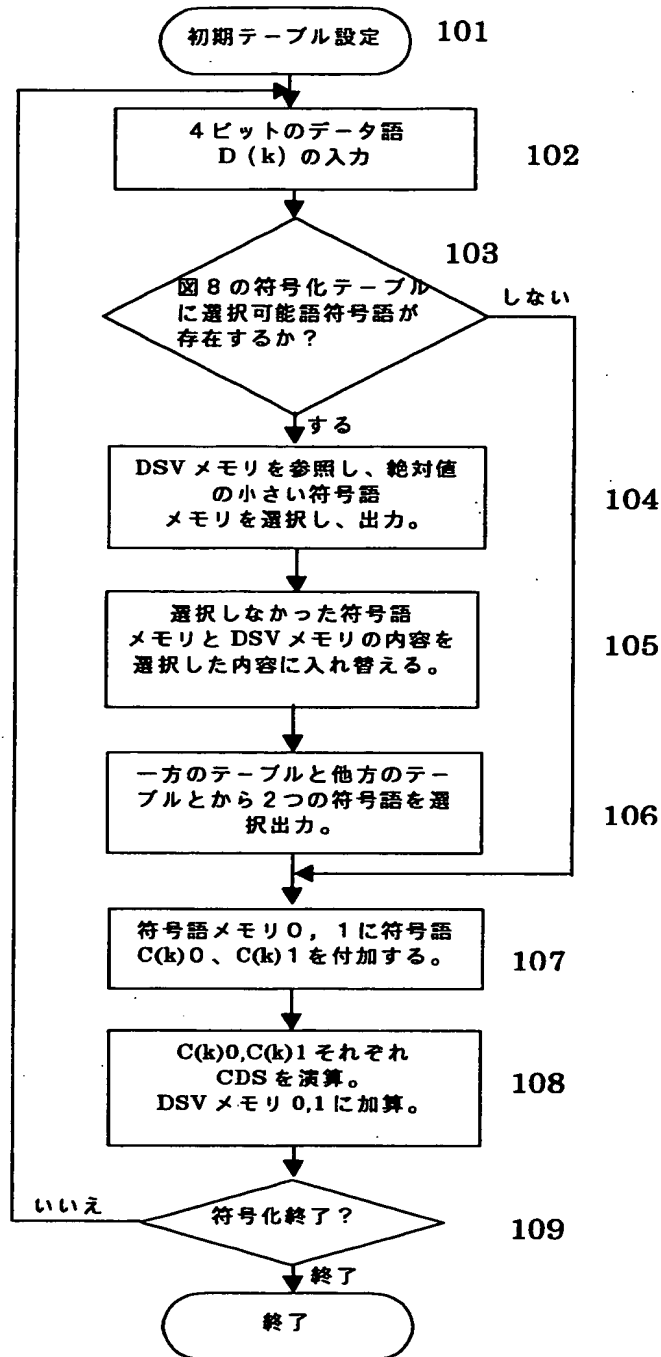 初期テーブル設定
101
4ビットのデータ語
D(k)の入力
102
103
図8の符号化テーブル
に選択可能語符号語が
存在するか?
しない
する
DSVメモリを参照し、絶対値
の小さい符号語
メモリを選択し、出力。
104
選択しなかった符号語
メモリとDSVメモリの内容を
選択した内容に入れ替える。
105
一方のテーブルと他方のテー
ブルとから2つの符号語を選
択出力。
106
符号語メモリ0，1に符号語
C(k)0、C(k)1を付加する。
107
C(k)0,C(k)1それぞれ
CDSを演算。
DSVメモリ0,1に加算。
108
いいえ
符号化終了?
109
終了
終了